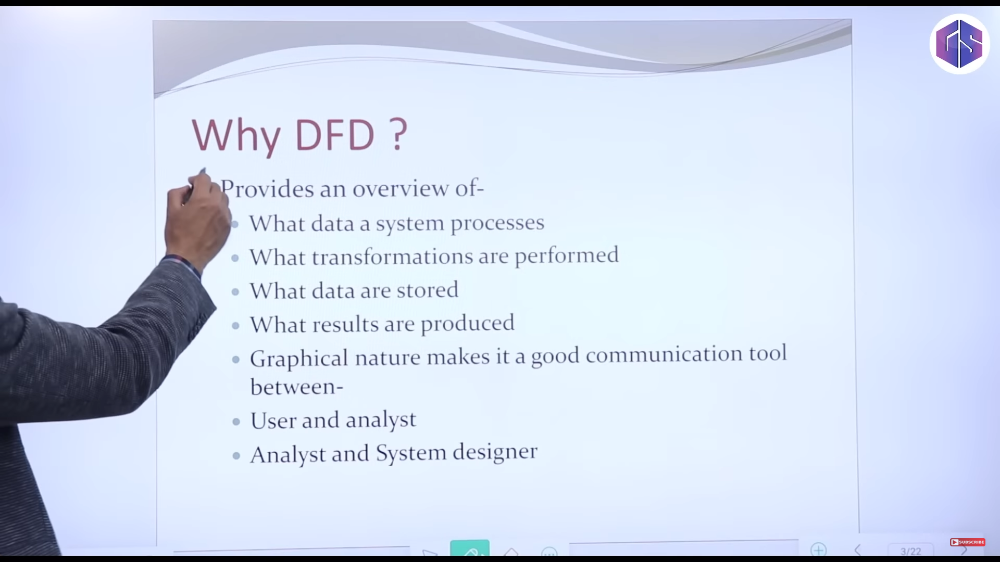 Why DFD ?
Provides an overview of-
What data a system processes
What transformations are performed
What data are stored
What results are produced
Graphical nature makes it a good communication tool
between-
User and analyst
Analyst and System designer
3/22
SUBSCRIBE